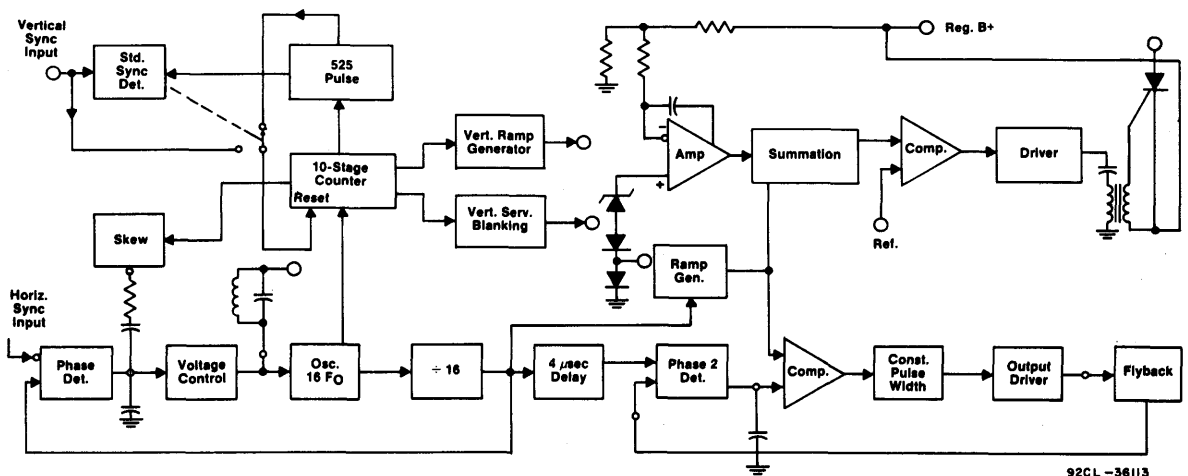 Vertical
Sync
Input
Std.
Sync
Det.
525
Pulse
10-Stage
Counter
Reset
Vert. Ramp
Generator
Vert. Serv.
Blanking
Skew
Horiz.
Sync
Input
Phase
Det.
Voltage
Control
Osc.
16 FO
÷ 16
4 μsec
Delay
Phase 2
Det.
Comp.
Const.
Pulse
Width
Output
Driver
Flyback
Reg. B+
−
Amp
+
Summation
Comp.
Ref.
Driver
Ramp
Gen.
92CL-36113